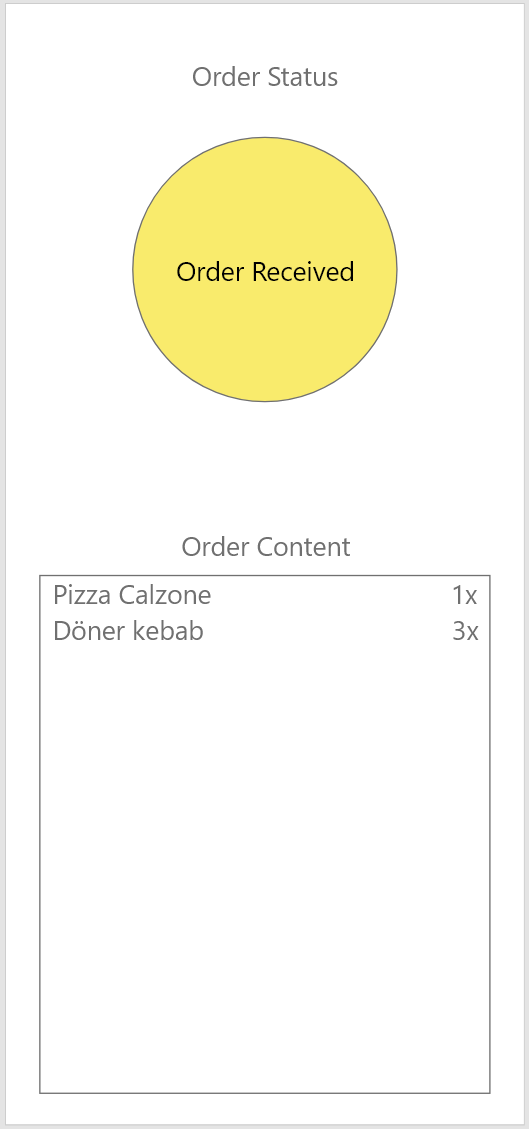 Order Status
Order Received
Order Content
Pizza Calzone 1x
Döner kebab 3x